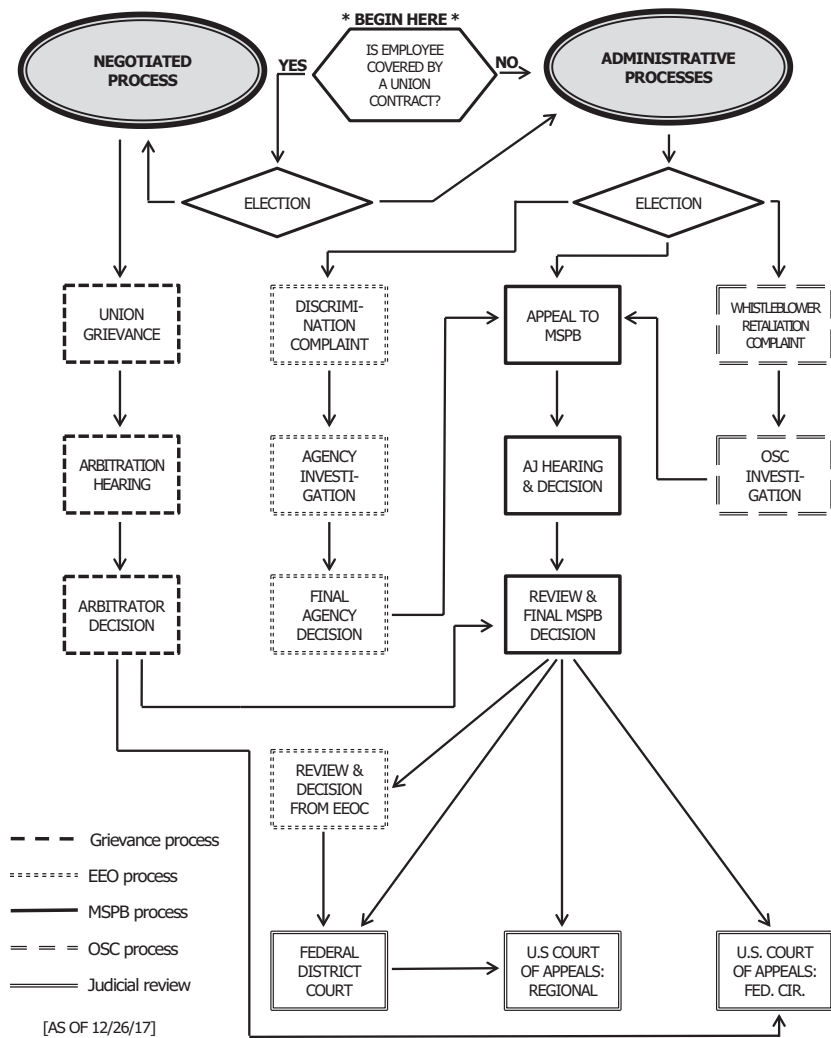 * BEGIN HERE *
NEGOTIATED
PROCESS
YES
IS EMPLOYEE
COVERED BY
A UNION
CONTRACT?
NO
ADMINISTRATIVE
PROCESSES
ELECTION
ELECTION
UNION
GRIEVANCE
DISCRIMI-
NATION
COMPLAINT
APPEAL TO
MSPB
WHISTLEBLOWER
RETALIATION
COMPLAINT
ARBITRATION
HEARING
AGENCY
INVESTI-
GATION
AJ HEARING
& DECISION
OSC
INVESTI-
GATION
ARBITRATOR
DECISION
FINAL
AGENCY
DECISION
REVIEW &
FINAL MSPB
DECISION
REVIEW &
DECISION
FROM EEOC
Grievance process
EEO process
MSPB process
OSC process
Judicial review
FEDERAL
DISTRICT
COURT
U.S COURT
OF APPEALS:
REGIONAL
U.S. COURT
OF APPEALS:
FED. CIR.
[AS OF 12/26/17]